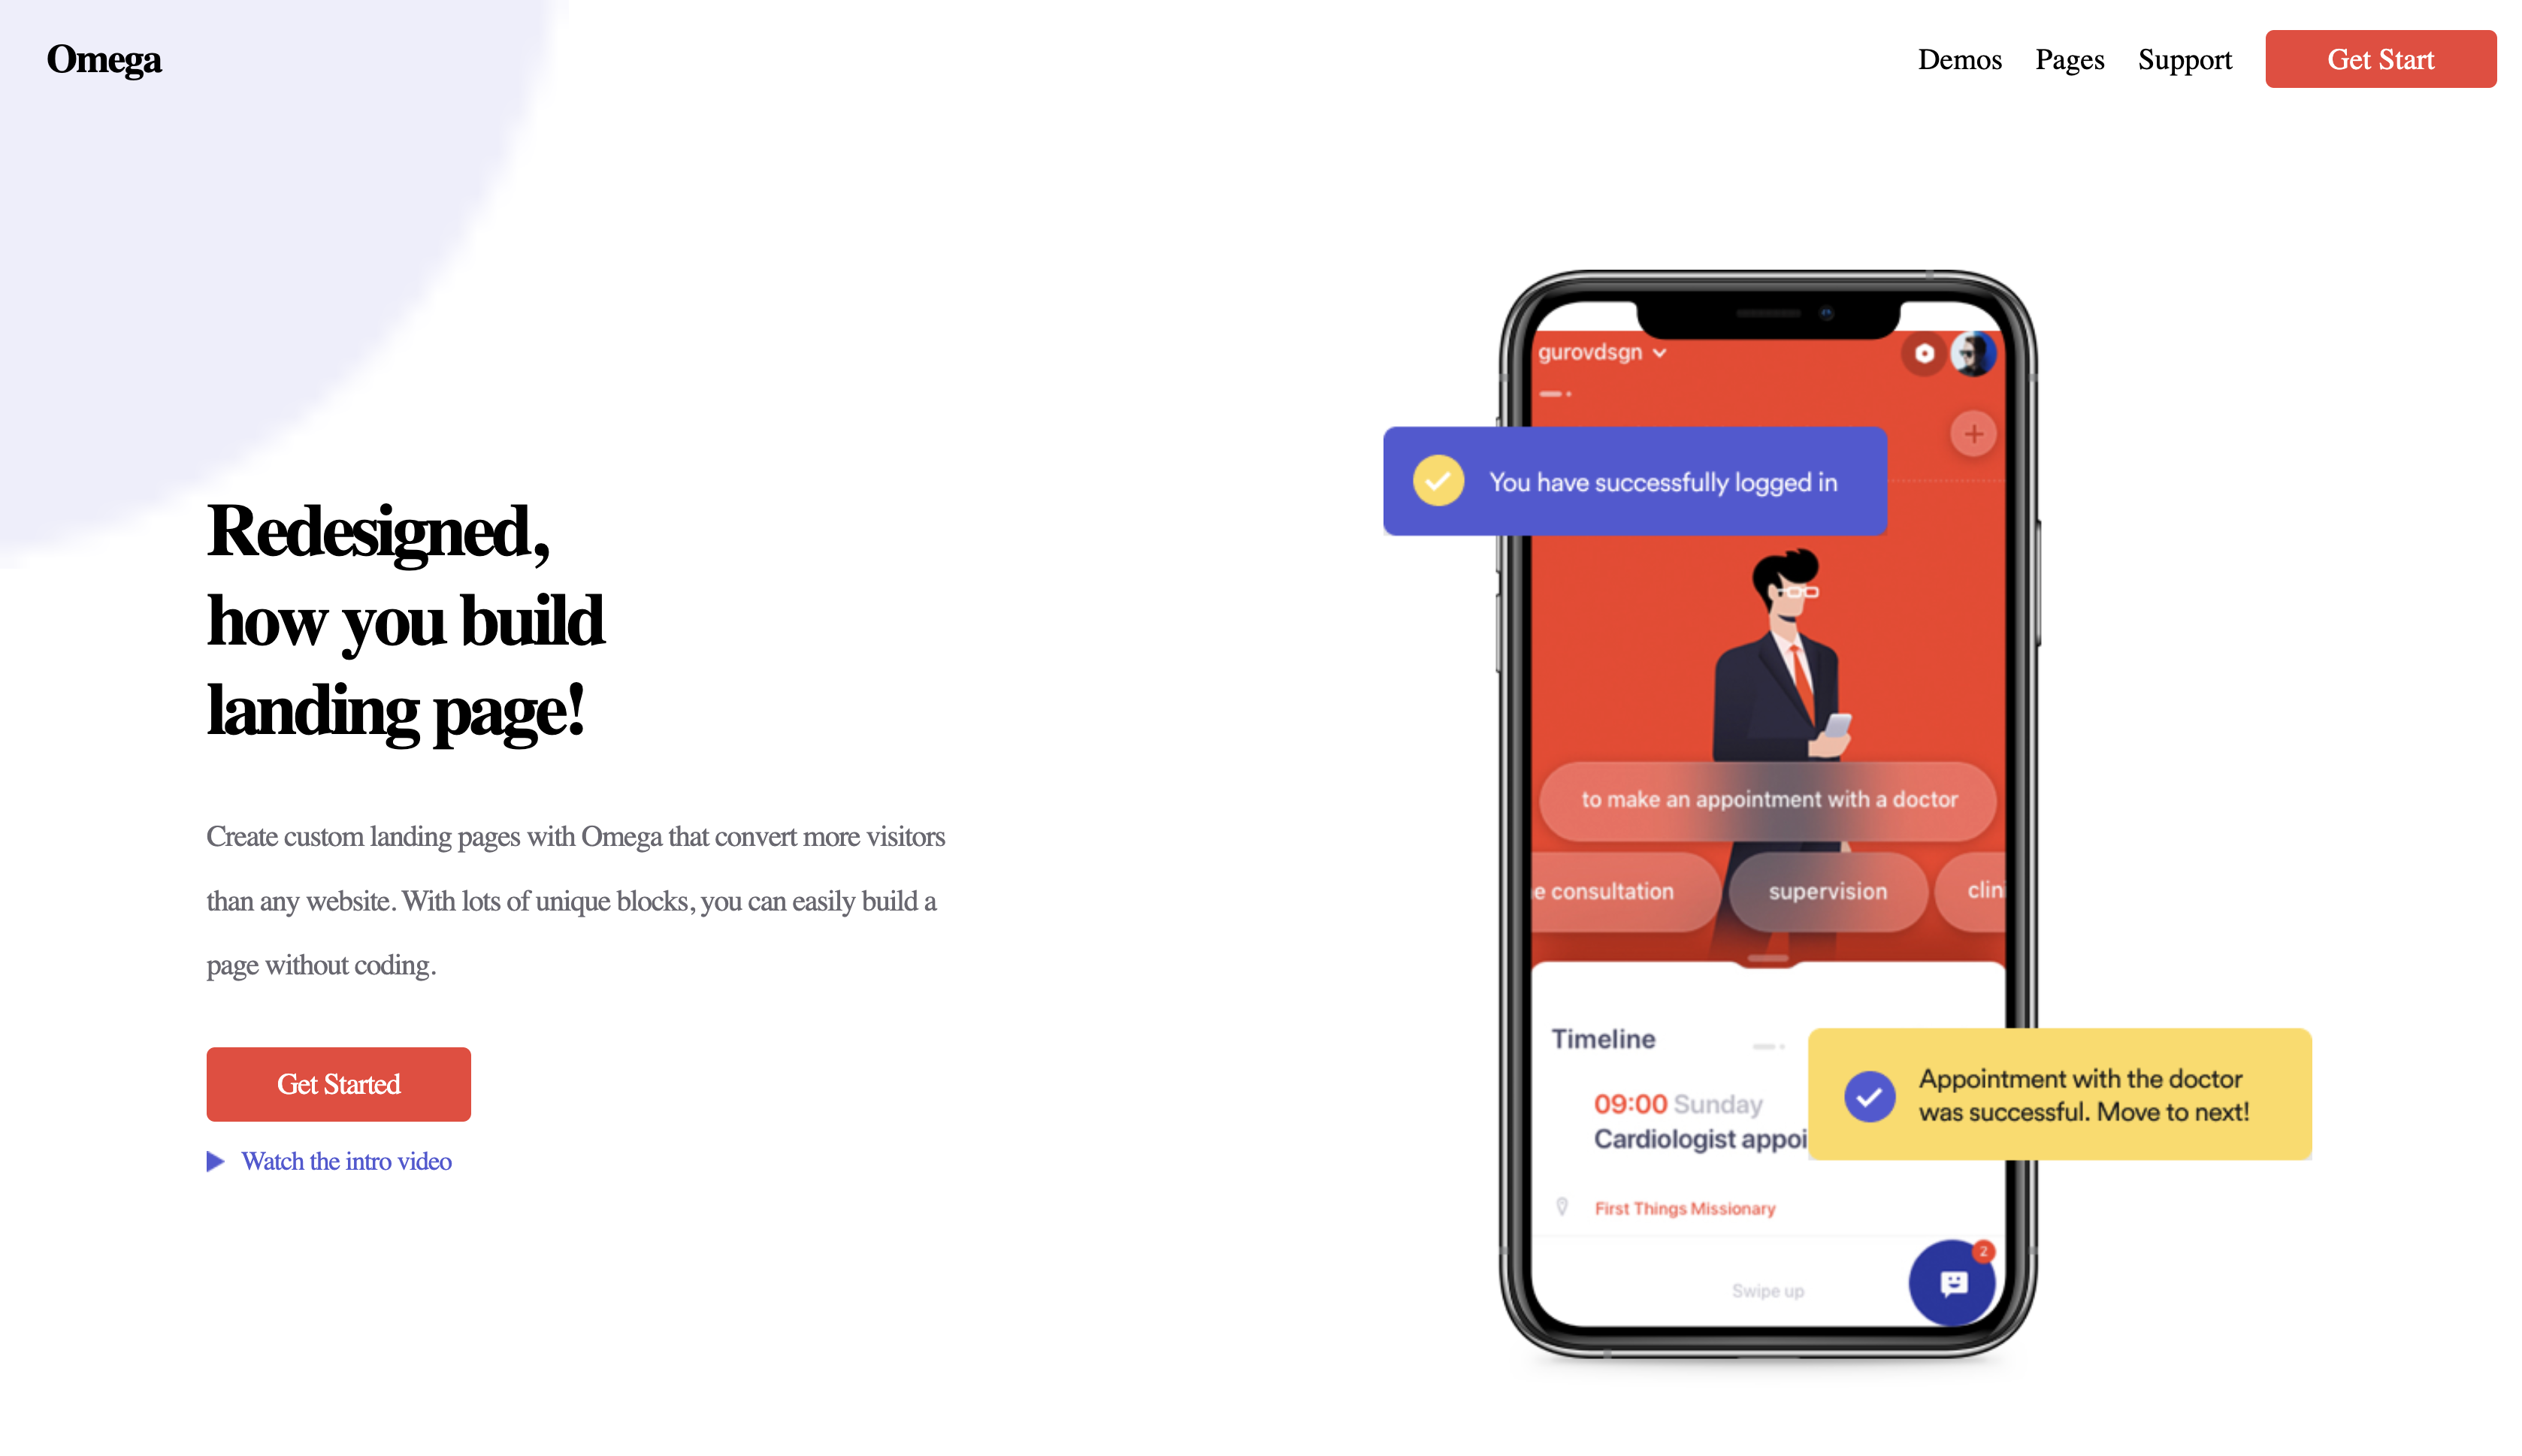 Omega
Demos
Pages
Support
Get Start
Redesigned,
how you build
landing page!
Create custom landing pages with Omega that convert more visitors
than any website. With lots of unique blocks, you can easily build a
page without coding.
Get Started
Watch the intro video
gurovdsgn
You have successfully logged in
to make an appointment with a doctor
e consultation
supervision
clin
Timeline
09:00 Sunday
Cardiologist appoi
Appointment with the doctor
was successful. Move to next!
First Things Missionary
2
Swipe up